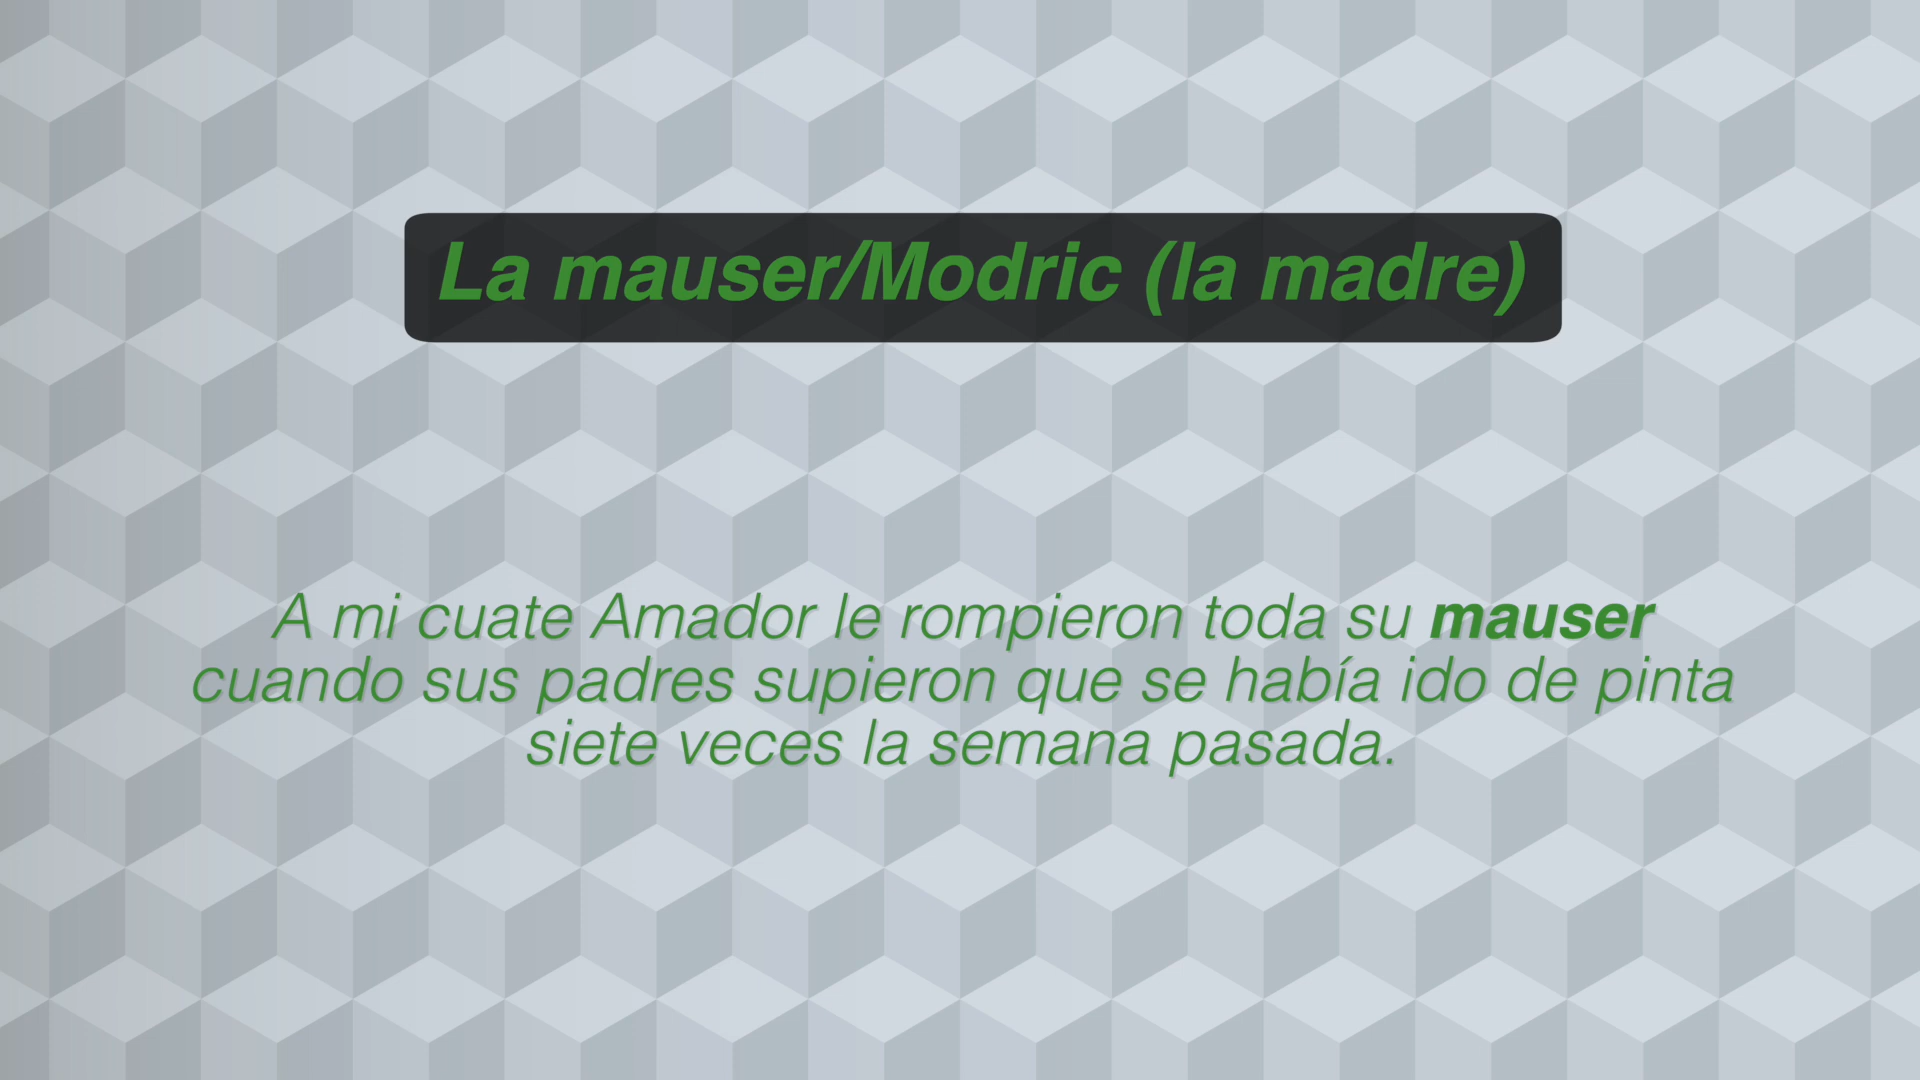 La mauser/Modric (la madre)
A mi cuate Amador le rompieron toda su mauser
cuando sus padres supieron que se había ido de pinta
siete veces la semana pasada.